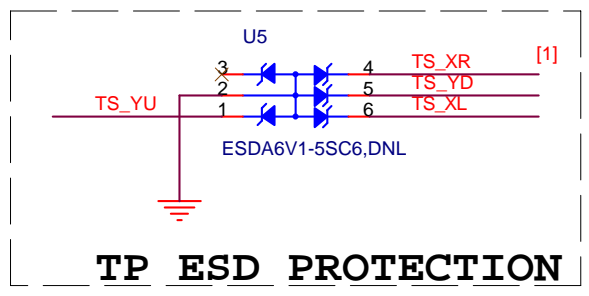 U5
[1]
3 4 TS_XR
2 5 TS_YD
TS_YU 1 6 TS_XL
ESDA6V1-5SC6,DNL
TP ESD PROTECTION